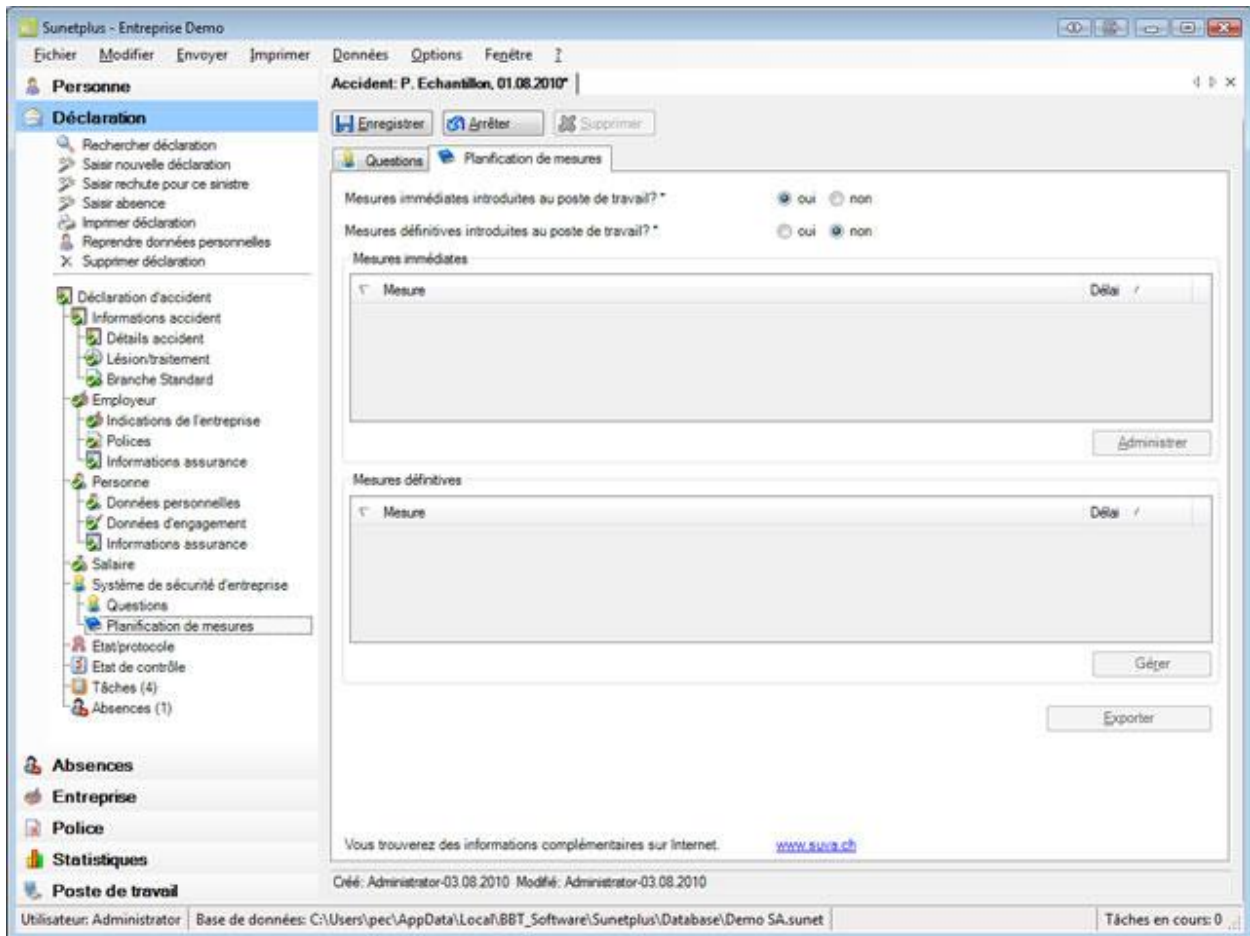 Sunetplus - Entreprise Demo
Fichier Modifier Envoyer Imprimer Données Options Fenêtre ?
Personne
Déclaration
Rechercher déclaration
Saisir nouvelle déclaration
Saisir rechute pour ce sinistre
Saisir absence
Imprimer déclaration
Reprendre données personnelles
Supprimer déclaration
Déclaration d'accident
Informations accident
Détails accident
Lésion/traitement
Branche Standard
Employeur
Indications de l'entreprise
Polices
Informations assurance
Personne
Données personnelles
Données d'engagement
Informations assurance
Salaire
Système de sécurité d'entreprise
Questions
Planification de mesures
Etat/protocole
Etat de contrôle
Tâches (4)
Absences (1)
Absences
Entreprise
Police
Statistiques
Poste de travail
Accident: P. Echantillon, 01.08.2010*
Enregistrer Arrêter Supprimer
Questions Planification de mesures
Mesures immédiates introduites au poste de travail? * oui non
Mesures définitives introduites au poste de travail? * oui non
Mesures immédiates
Mesure Délai
Administrer
Mesures définitives
Mesure Délai
Gérer
Exporter
Vous trouverez des informations complémentaires sur Internet. www.suva.ch
Créé: Administrator-03.08.2010 Modifié: Administrator-03.08.2010
Utilisateur: Administrator Base de données: C:\Users\pec\AppData\Local\BBT_Software\Sunetplus\Database\Demo SA.sunet Tâches en cours: 0